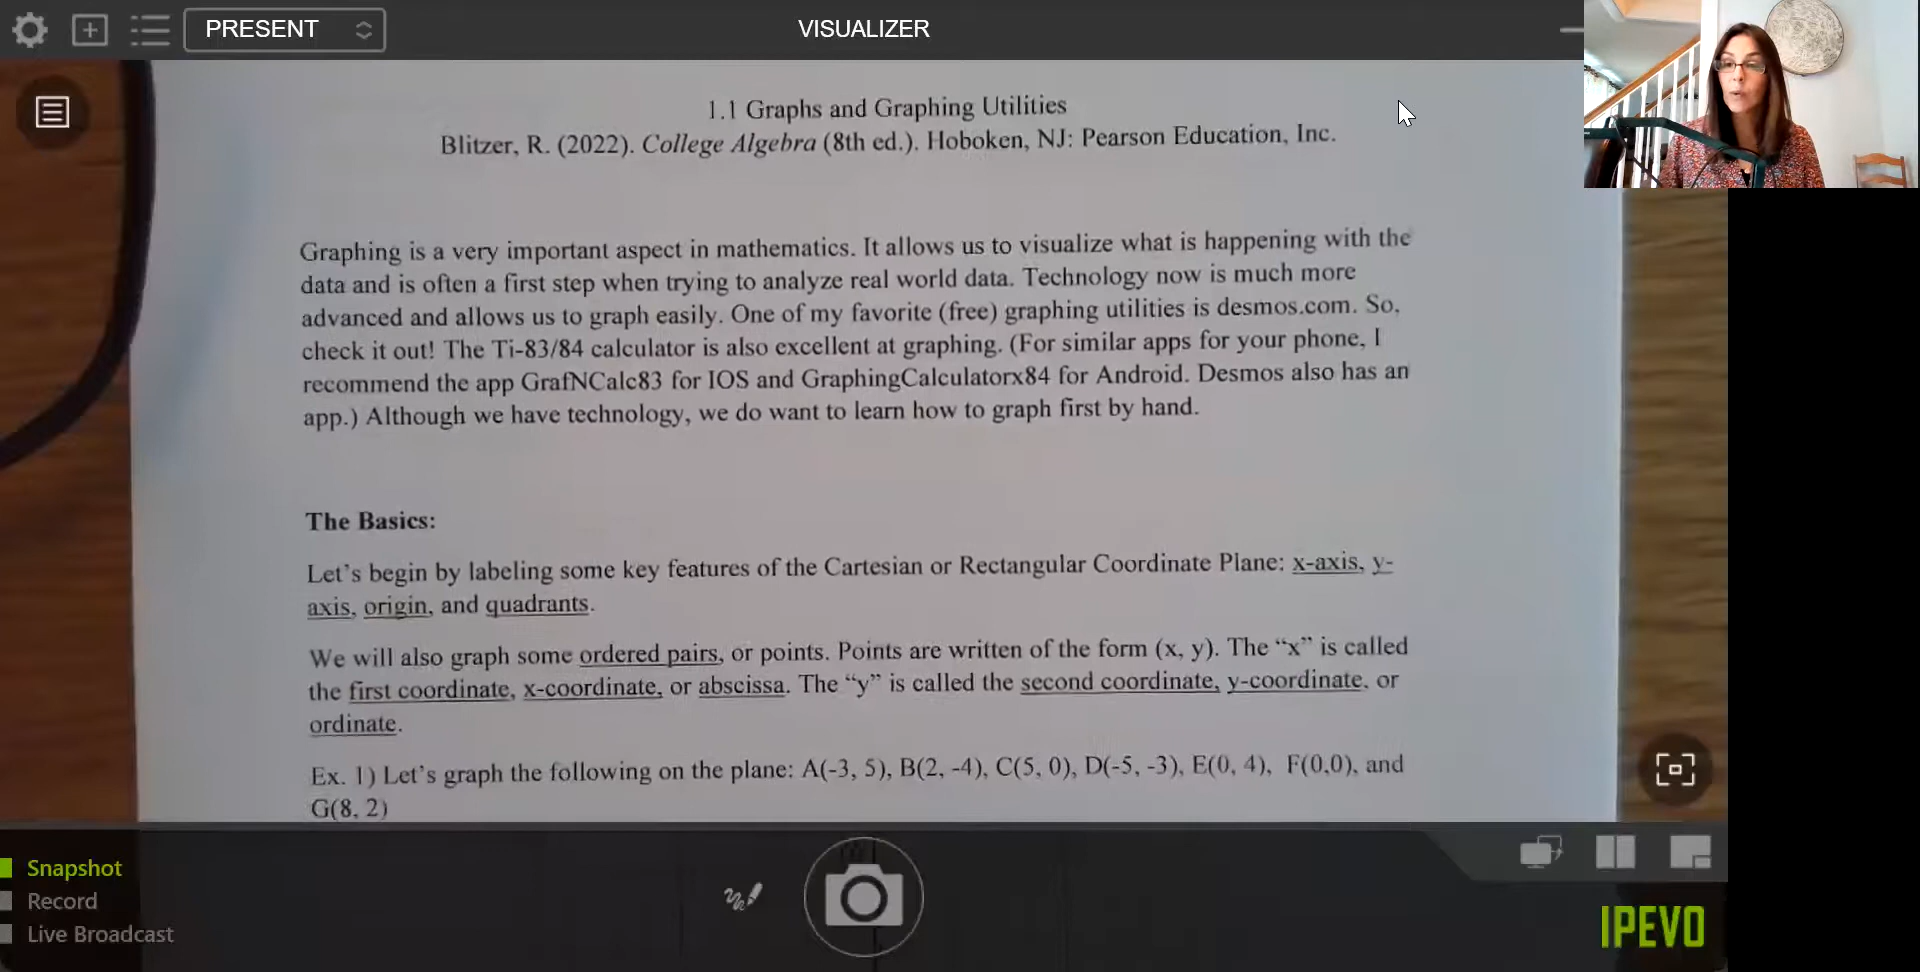 PRESENT
VISUALIZER
1.1 Graphs and Graphing Utilities
Blitzer, R. (2022). College Algebra (8th ed.). Hoboken, NJ: Pearson Education, Inc.
Graphing is a very important aspect in mathematics. It allows us to visualize what is happening with the
data and is often a first step when trying to analyze real world data. Technology now is much more
advanced and allows us to graph easily. One of my favorite (free) graphing utilities is desmos.com. So,
check it out! The Ti-83/84 calculator is also excellent at graphing. (For similar apps for your phone, I
recommend the app GrafNCalc83 for IOS and GraphingCalculatorx84 for Android. Desmos also has an
app.) Although we have technology, we do want to learn how to graph first by hand.
The Basics:
Let's begin by labeling some key features of the Cartesian or Rectangular Coordinate Plane: x-axis, y-
axis, origin, and quadrants.
We will also graph some ordered pairs, or points. Points are written of the form (x, y). The “x” is called
the first coordinate, x-coordinate, or abscissa. The “y” is called the second coordinate, y-coordinate, or
ordinate.
Ex. 1) Let's graph the following on the plane: A(-3, 5), B(2, -4), C(5, 0), D(-5, -3), E(0, 4), F(0,0), and
G(8, 2)
Snapshot
Record
Live Broadcast
IPEVO